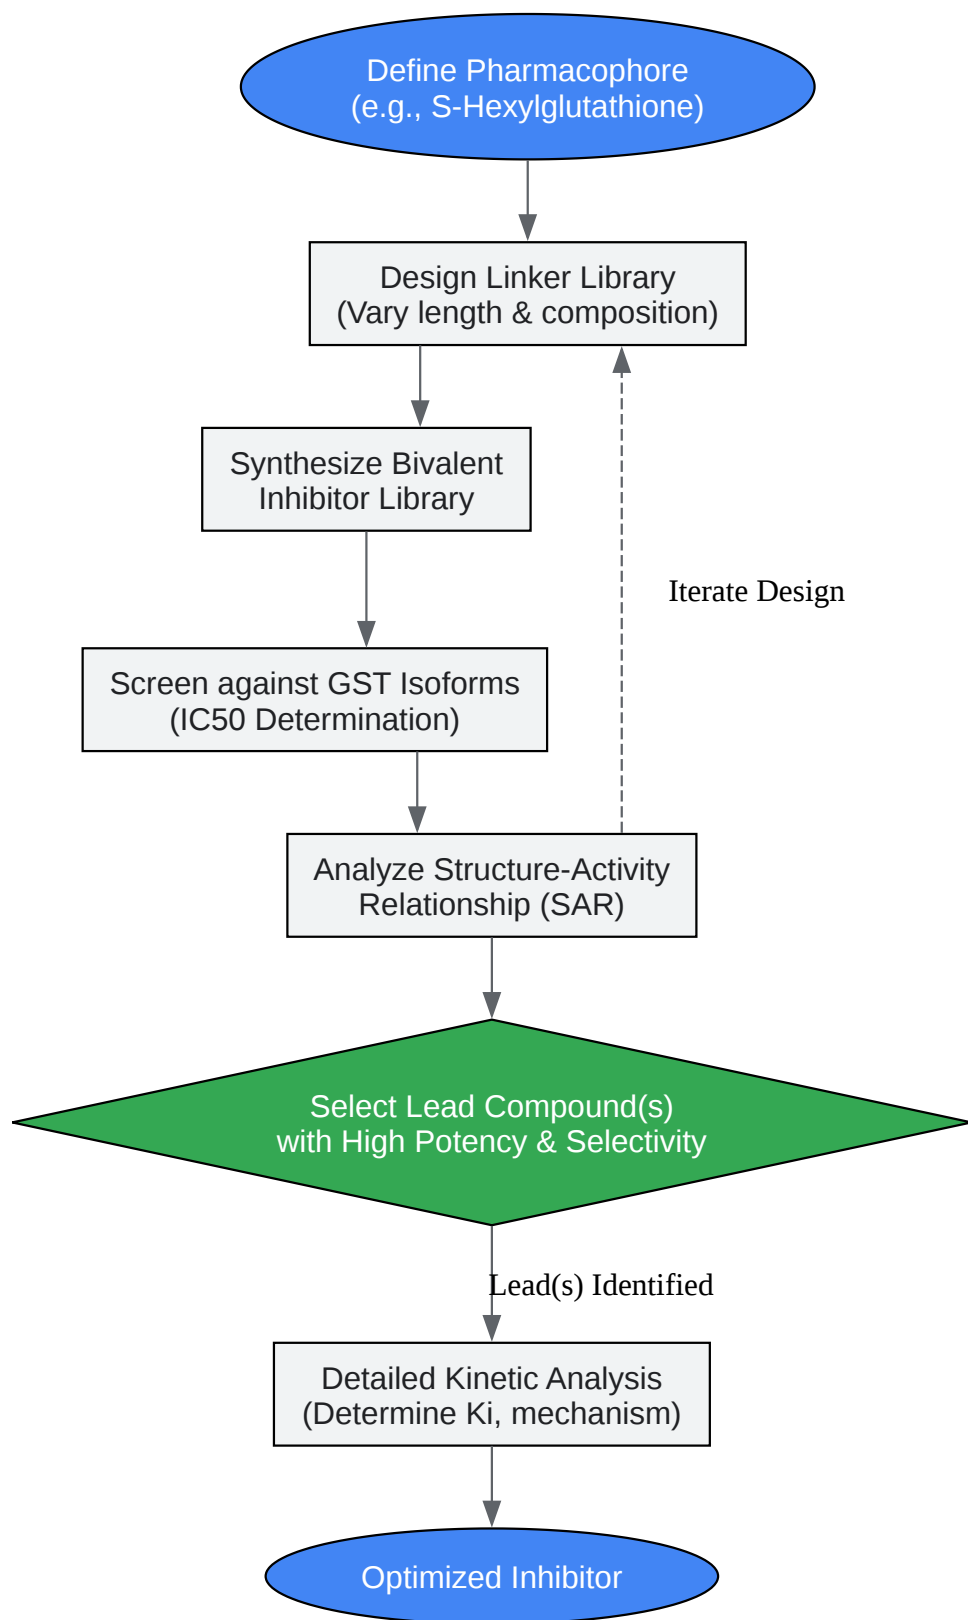 Define Pharmacophore
(e.g., S-Hexylglutathione)
Design Linker Library
(Vary length & composition)
Synthesize Bivalent
Inhibitor Library
Iterate Design
Screen against GST Isoforms
(IC50 Determination)
Analyze Structure-Activity
Relationship (SAR)
Select Lead Compound(s)
with High Potency & Selectivity
Lead(s) Identified
Detailed Kinetic Analysis
(Determine Ki, mechanism)
Optimized Inhibitor